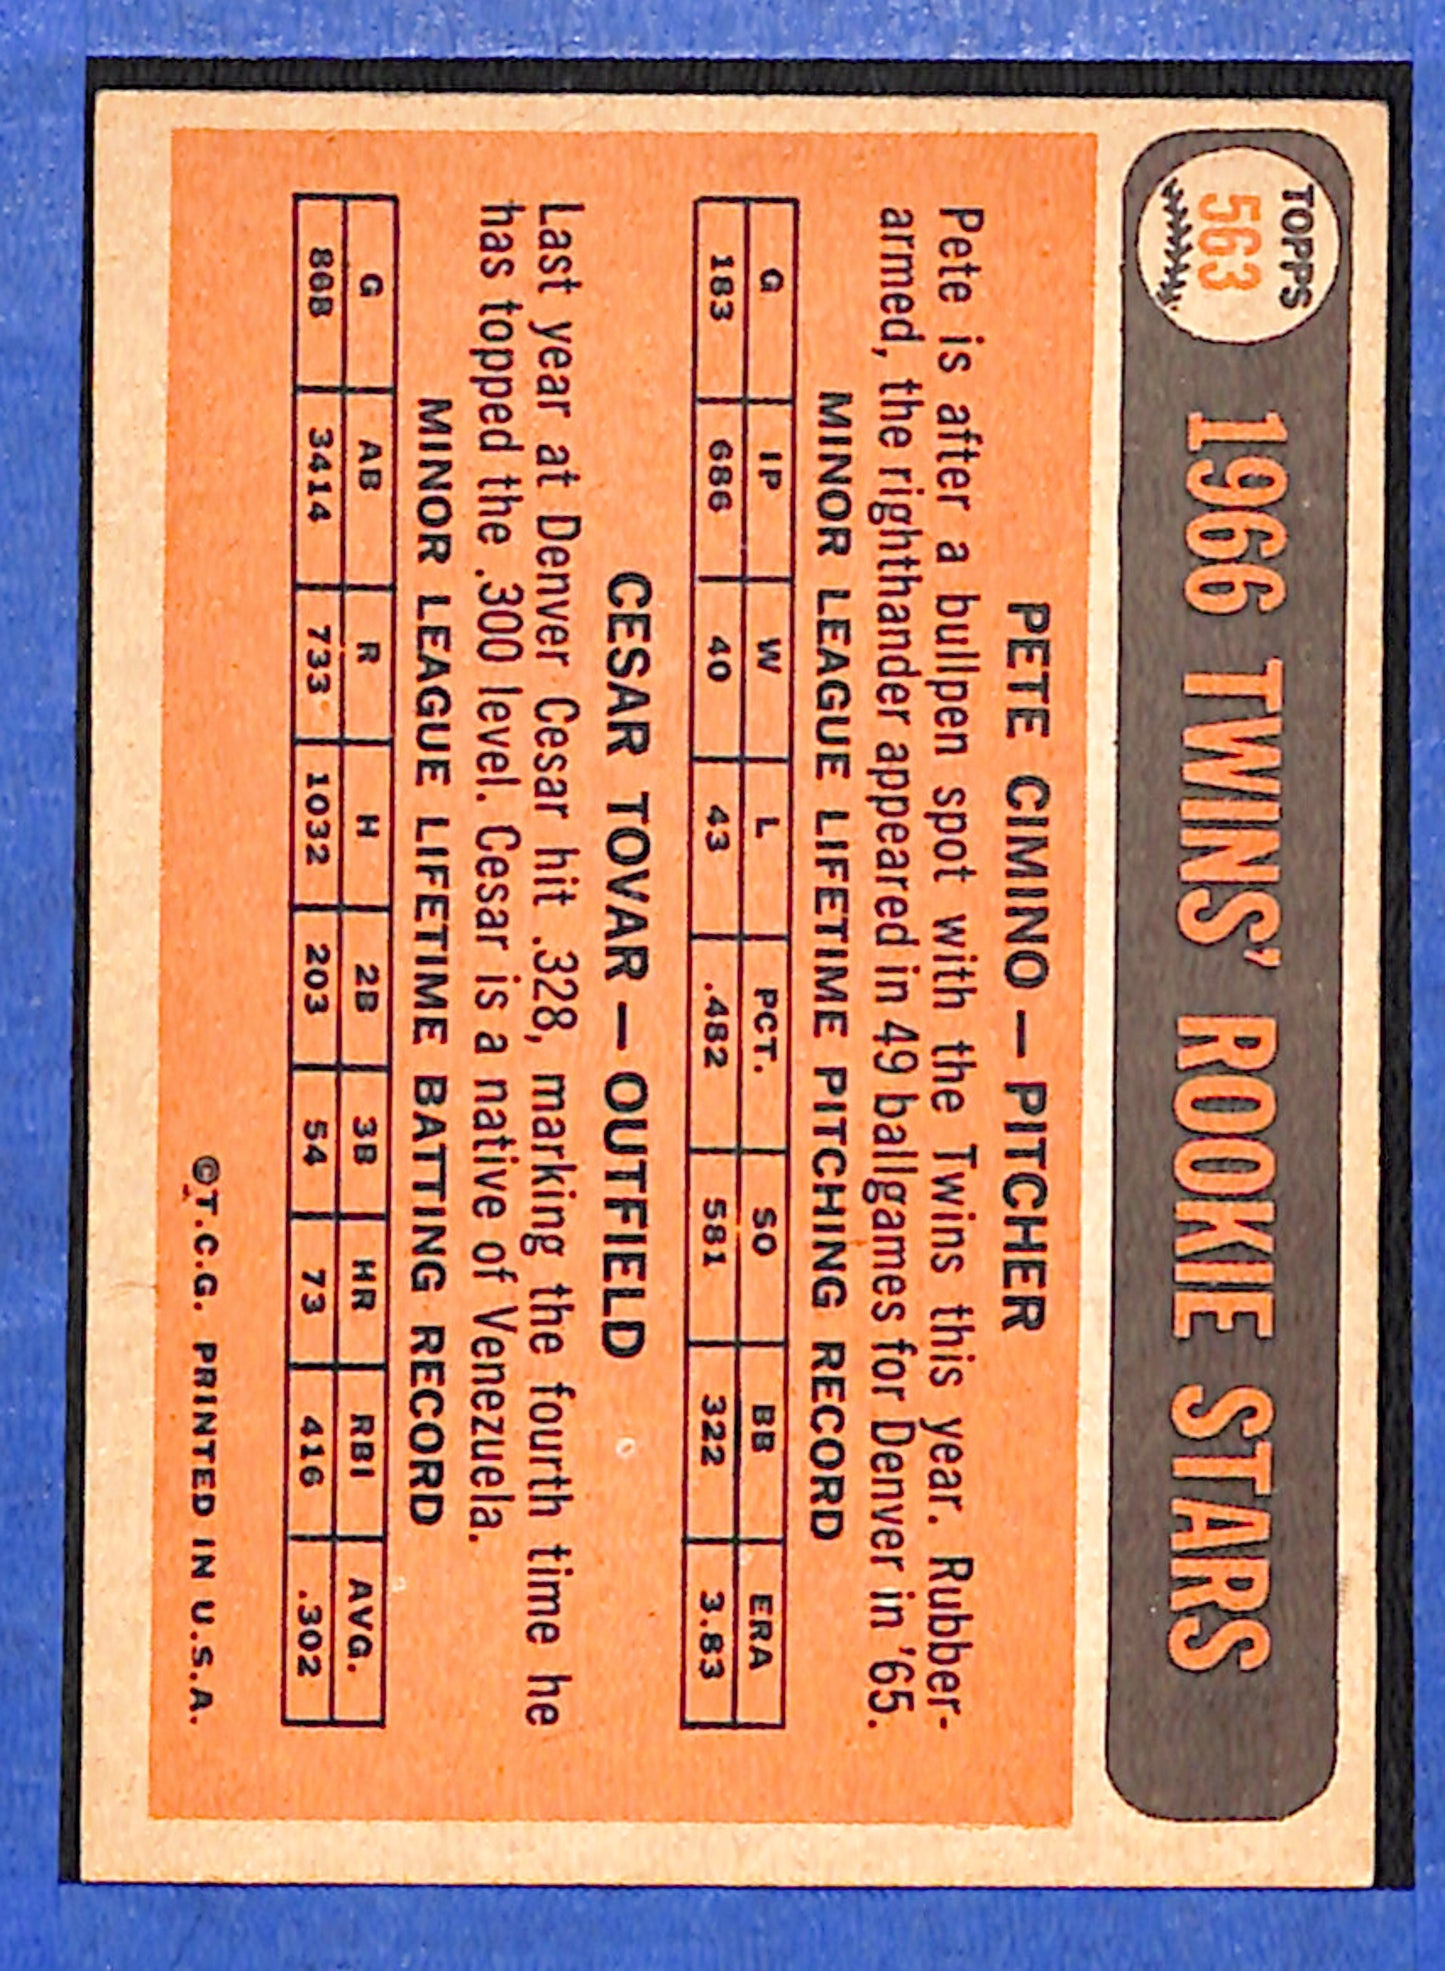 TOPPS
563
1966 TWINS' ROOKIE STARS
PETE CIMINO — PITCHER
Pete is after a bullpen spot with the Twins this year. Rubber-
armed, the righthander appeared in 49 ballgames for Denver in '65.
MINOR LEAGUE LIFETIME PITCHING RECORD
G IP W L PCT. SO BB ERA
183 686 40 43 .482 581 322 3.83
CESAR TOVAR — OUTFIELD
Last year at Denver Cesar hit .328, marking the fourth time he
has topped the .300 level. Cesar is a native of Venezuela.
MINOR LEAGUE LIFETIME BATTING RECORD
G AB R H 2B 3B HR RBI AVG.
868 3414 733 1032 203 54 73 416 .302
©T.C.G. PRINTED IN U.S.A.